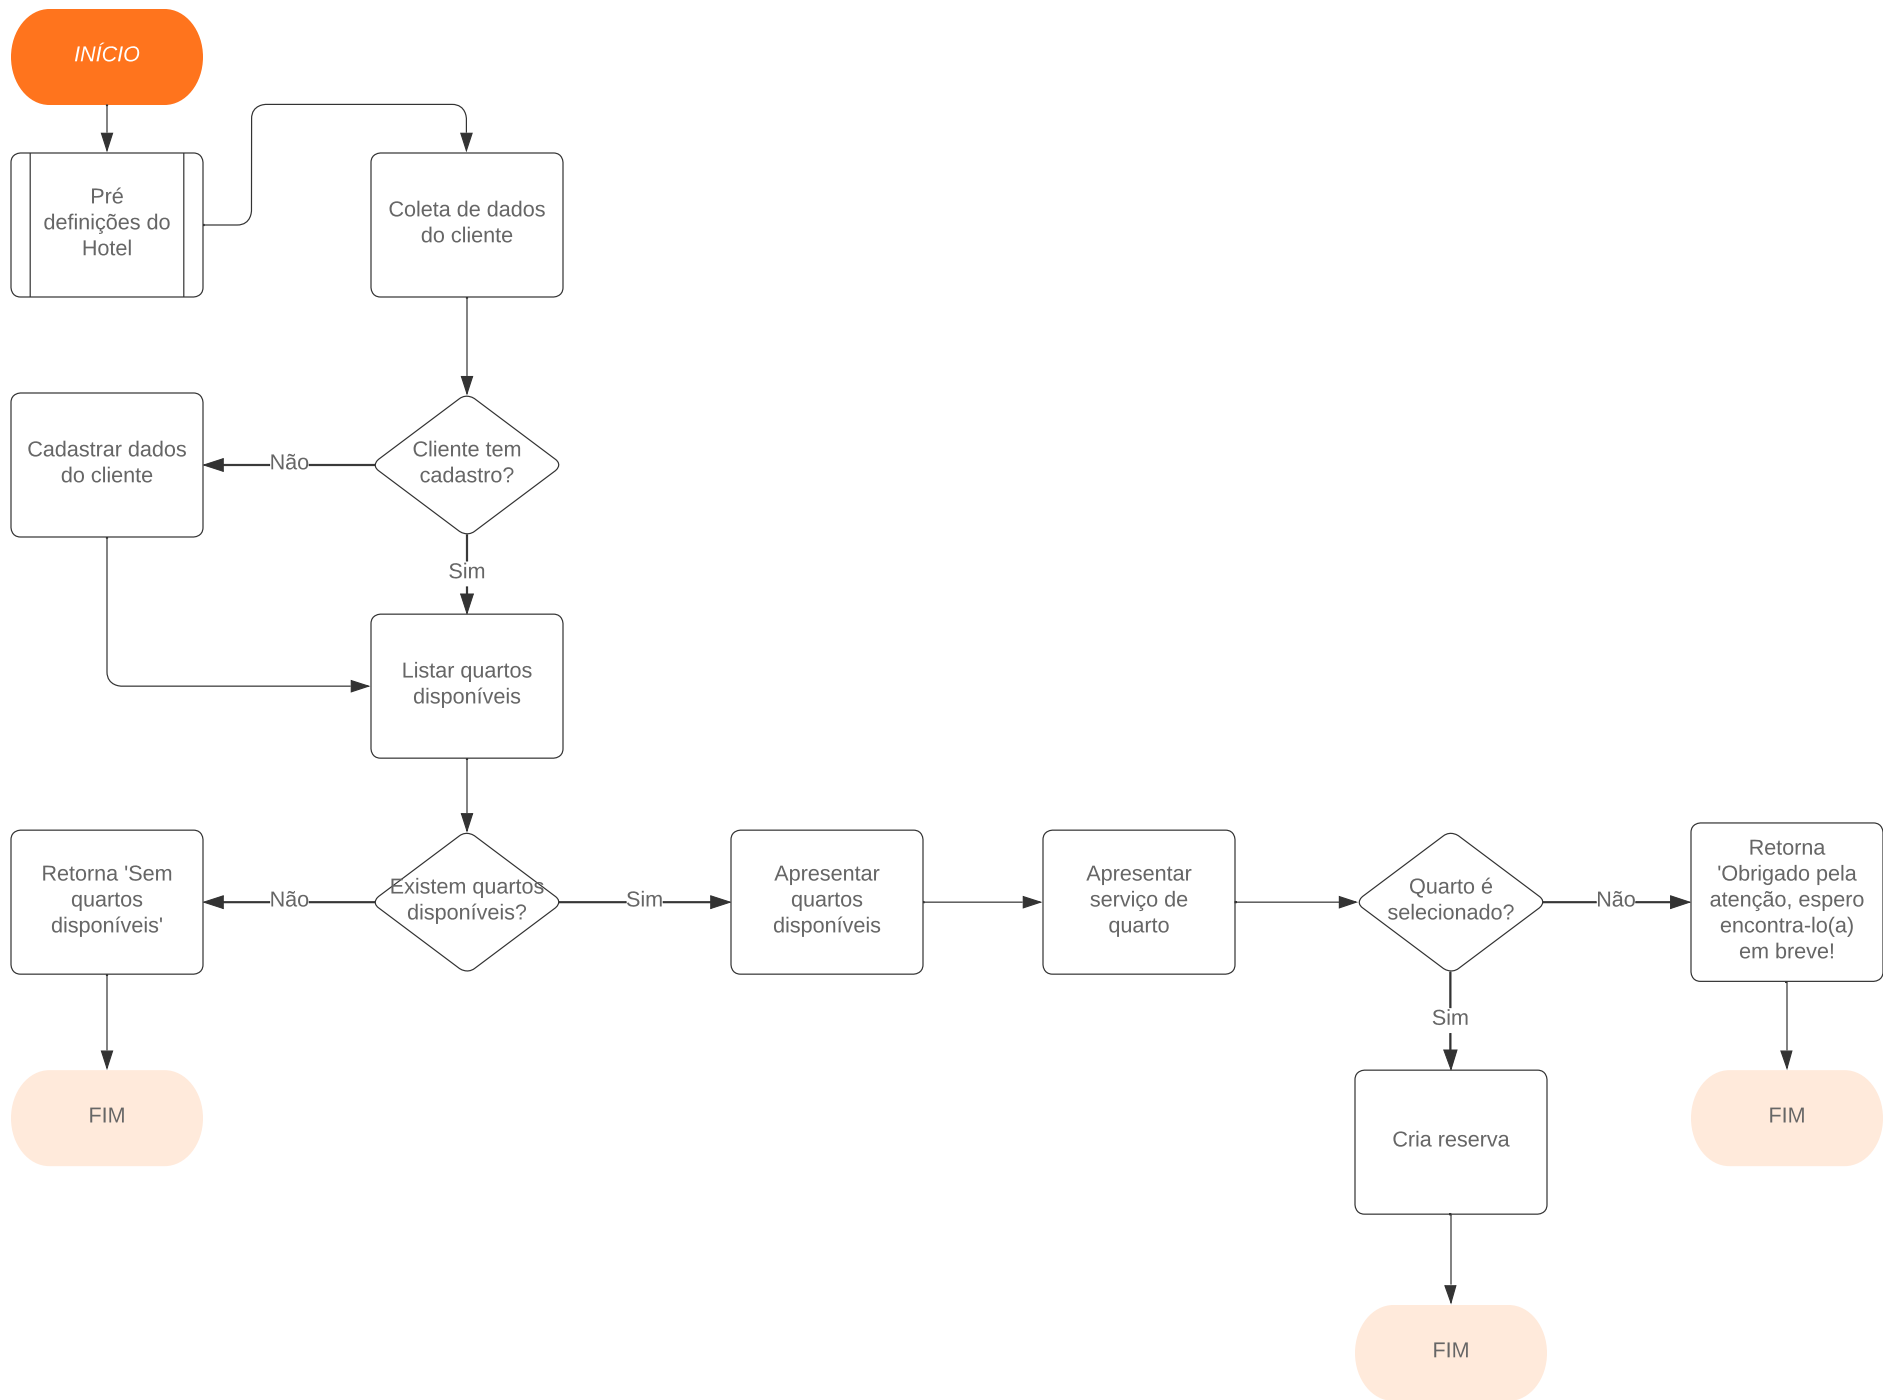 INÍCIO
Pré
definições do
Hotel
Coleta de dados
do cliente
Cadastrar dados
do cliente
Não
Cliente tem
cadastro?
Sim
Listar quartos
disponíveis
Retorna 'Sem
quartos
disponíveis'
Não
Existem quartos
disponíveis?
Sim
Apresentar
quartos
disponíveis
Apresentar
serviço de
quarto
Quarto é
selecionado?
Não
Retorna
'Obrigado pela
atenção, espero
encontra-lo(a)
em breve!
Sim
FIM
Cria reserva
FIM
FIM